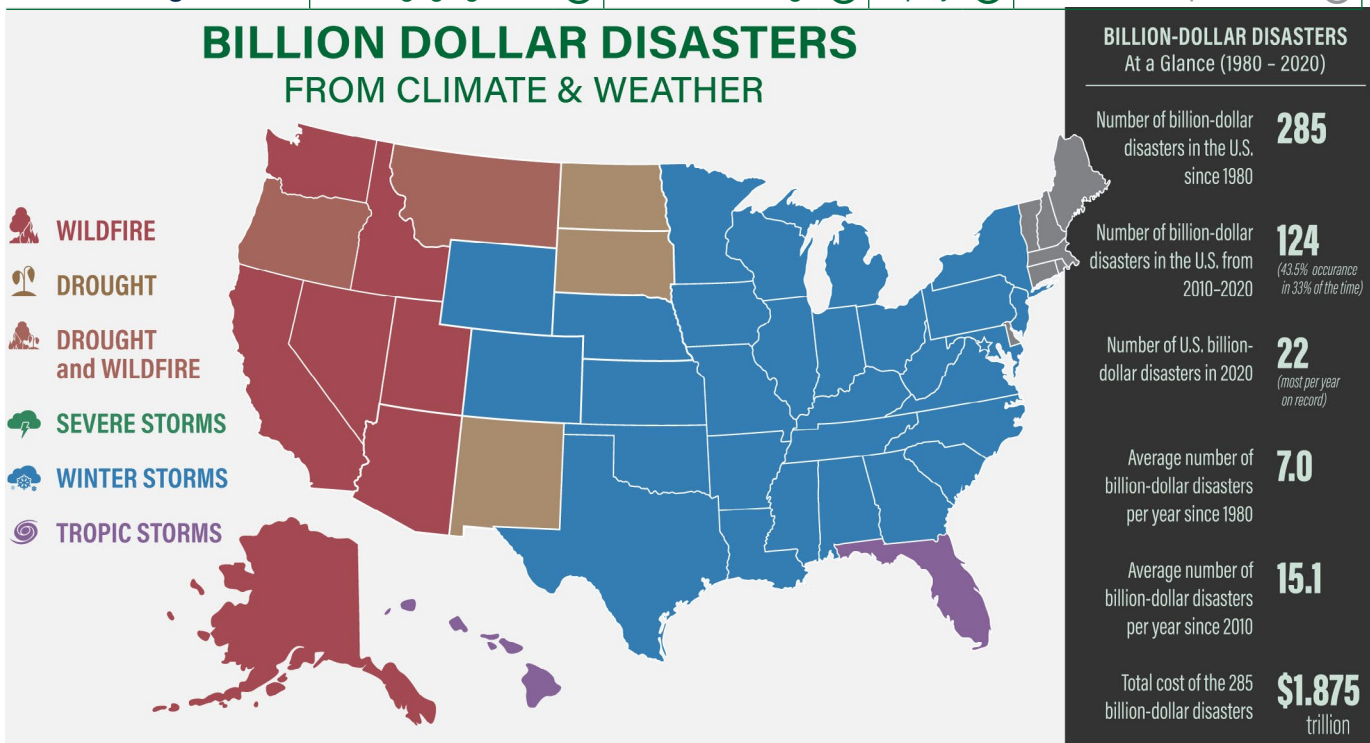 BILLION DOLLAR DISASTERS
FROM CLIMATE & WEATHER
WILDFIRE
DROUGHT
DROUGHT
and WILDFIRE
SEVERE STORMS
WINTER STORMS
TROPIC STORMS
BILLION-DOLLAR DISASTERS
At a Glance (1980 – 2020)
Number of billion-dollar
disasters in the U.S.
since 1980
285
Number of billion-dollar
disasters in the U.S. from
2010–2020
124
(43.5% occurance
in 33% of the time)
Number of U.S. billion-
dollar disasters in 2020
22
(most per year
on record)
Average number of
billion-dollar disasters
per year since 1980
7.0
Average number of
billion-dollar disasters
per year since 2010
15.1
Total cost of the 285
billion-dollar disasters
$1.875
trillion